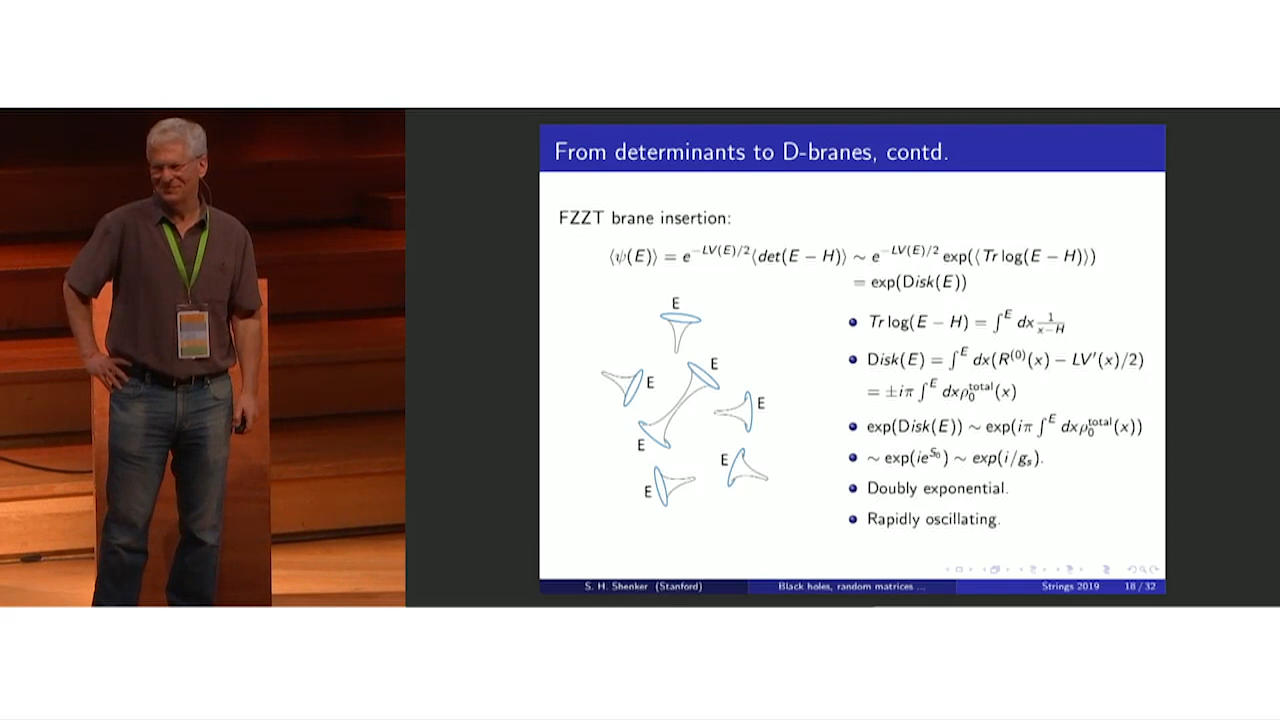 From determinants to D-branes, contd.
FZZT brane insertion:
⟨ψ(E)⟩ = e^{-LV(E)/2}⟨det(E − H)⟩ ∼ e^{-LV(E)/2} exp(⟨Tr log(E − H)⟩)
= exp(Disk(E))
E
E
E
E
E
E
E
Tr log(E − H) = ∫^E dx 1/(x−H)
Disk(E) = ∫^E dx(R^{(0)}(x) − LV′(x)/2)
= ±iπ ∫^E dxρ_0^{total}(x)
exp(Disk(E)) ∼ exp(iπ ∫^E dxρ_0^{total}(x))
∼ exp(ie^{S_0}) ∼ exp(i/g_s).
Doubly exponential.
Rapidly oscillating.
S. H. Shenker (Stanford) Black holes, random matrices ... Strings 2019 18 / 32